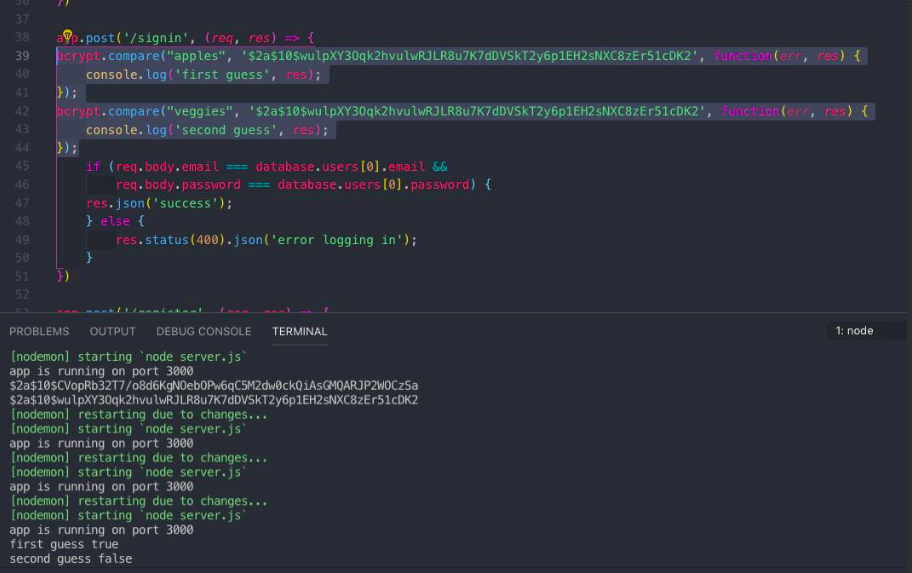 37
38 app.post('/signin', (req, res) => {
39 bcrypt.compare("apples", '$2a$10$wulpXY3Oqk2hvulwRJLR8u7K7dDVSkT2y6p1EH2sNXC8zEr51cDK2', function(err, res) {
40 console.log('first guess', res);
41 });
42 bcrypt.compare("veggies", '$2a$10$wulpXY3Oqk2hvulwRJLR8u7K7dDVSkT2y6p1EH2sNXC8zEr51cDK2', function(err, res) {
43 console.log('second guess', res);
44 });
45 if (req.body.email === database.users[0].email &&
46 req.body.password === database.users[0].password) {
47 res.json('success');
48 } else {
49 res.status(400).json('error logging in');
50 }
51 })
52
PROBLEMS OUTPUT DEBUG CONSOLE TERMINAL 1: node
[nodemon] starting `node server.js`
app is running on port 3000
$2a$10$CVopRb32T7/o8d6KgNOebOPw6qC5M2dw0ckQiAsGMQARJP2WOCzSa
$2a$10$wulpXY3Oqk2hvulwRJLR8u7K7dDVSkT2y6p1EH2sNXC8zEr51cDK2
[nodemon] restarting due to changes...
[nodemon] starting `node server.js`
app is running on port 3000
[nodemon] restarting due to changes...
[nodemon] starting `node server.js`
app is running on port 3000
[nodemon] restarting due to changes...
[nodemon] starting `node server.js`
app is running on port 3000
first guess true
second guess false